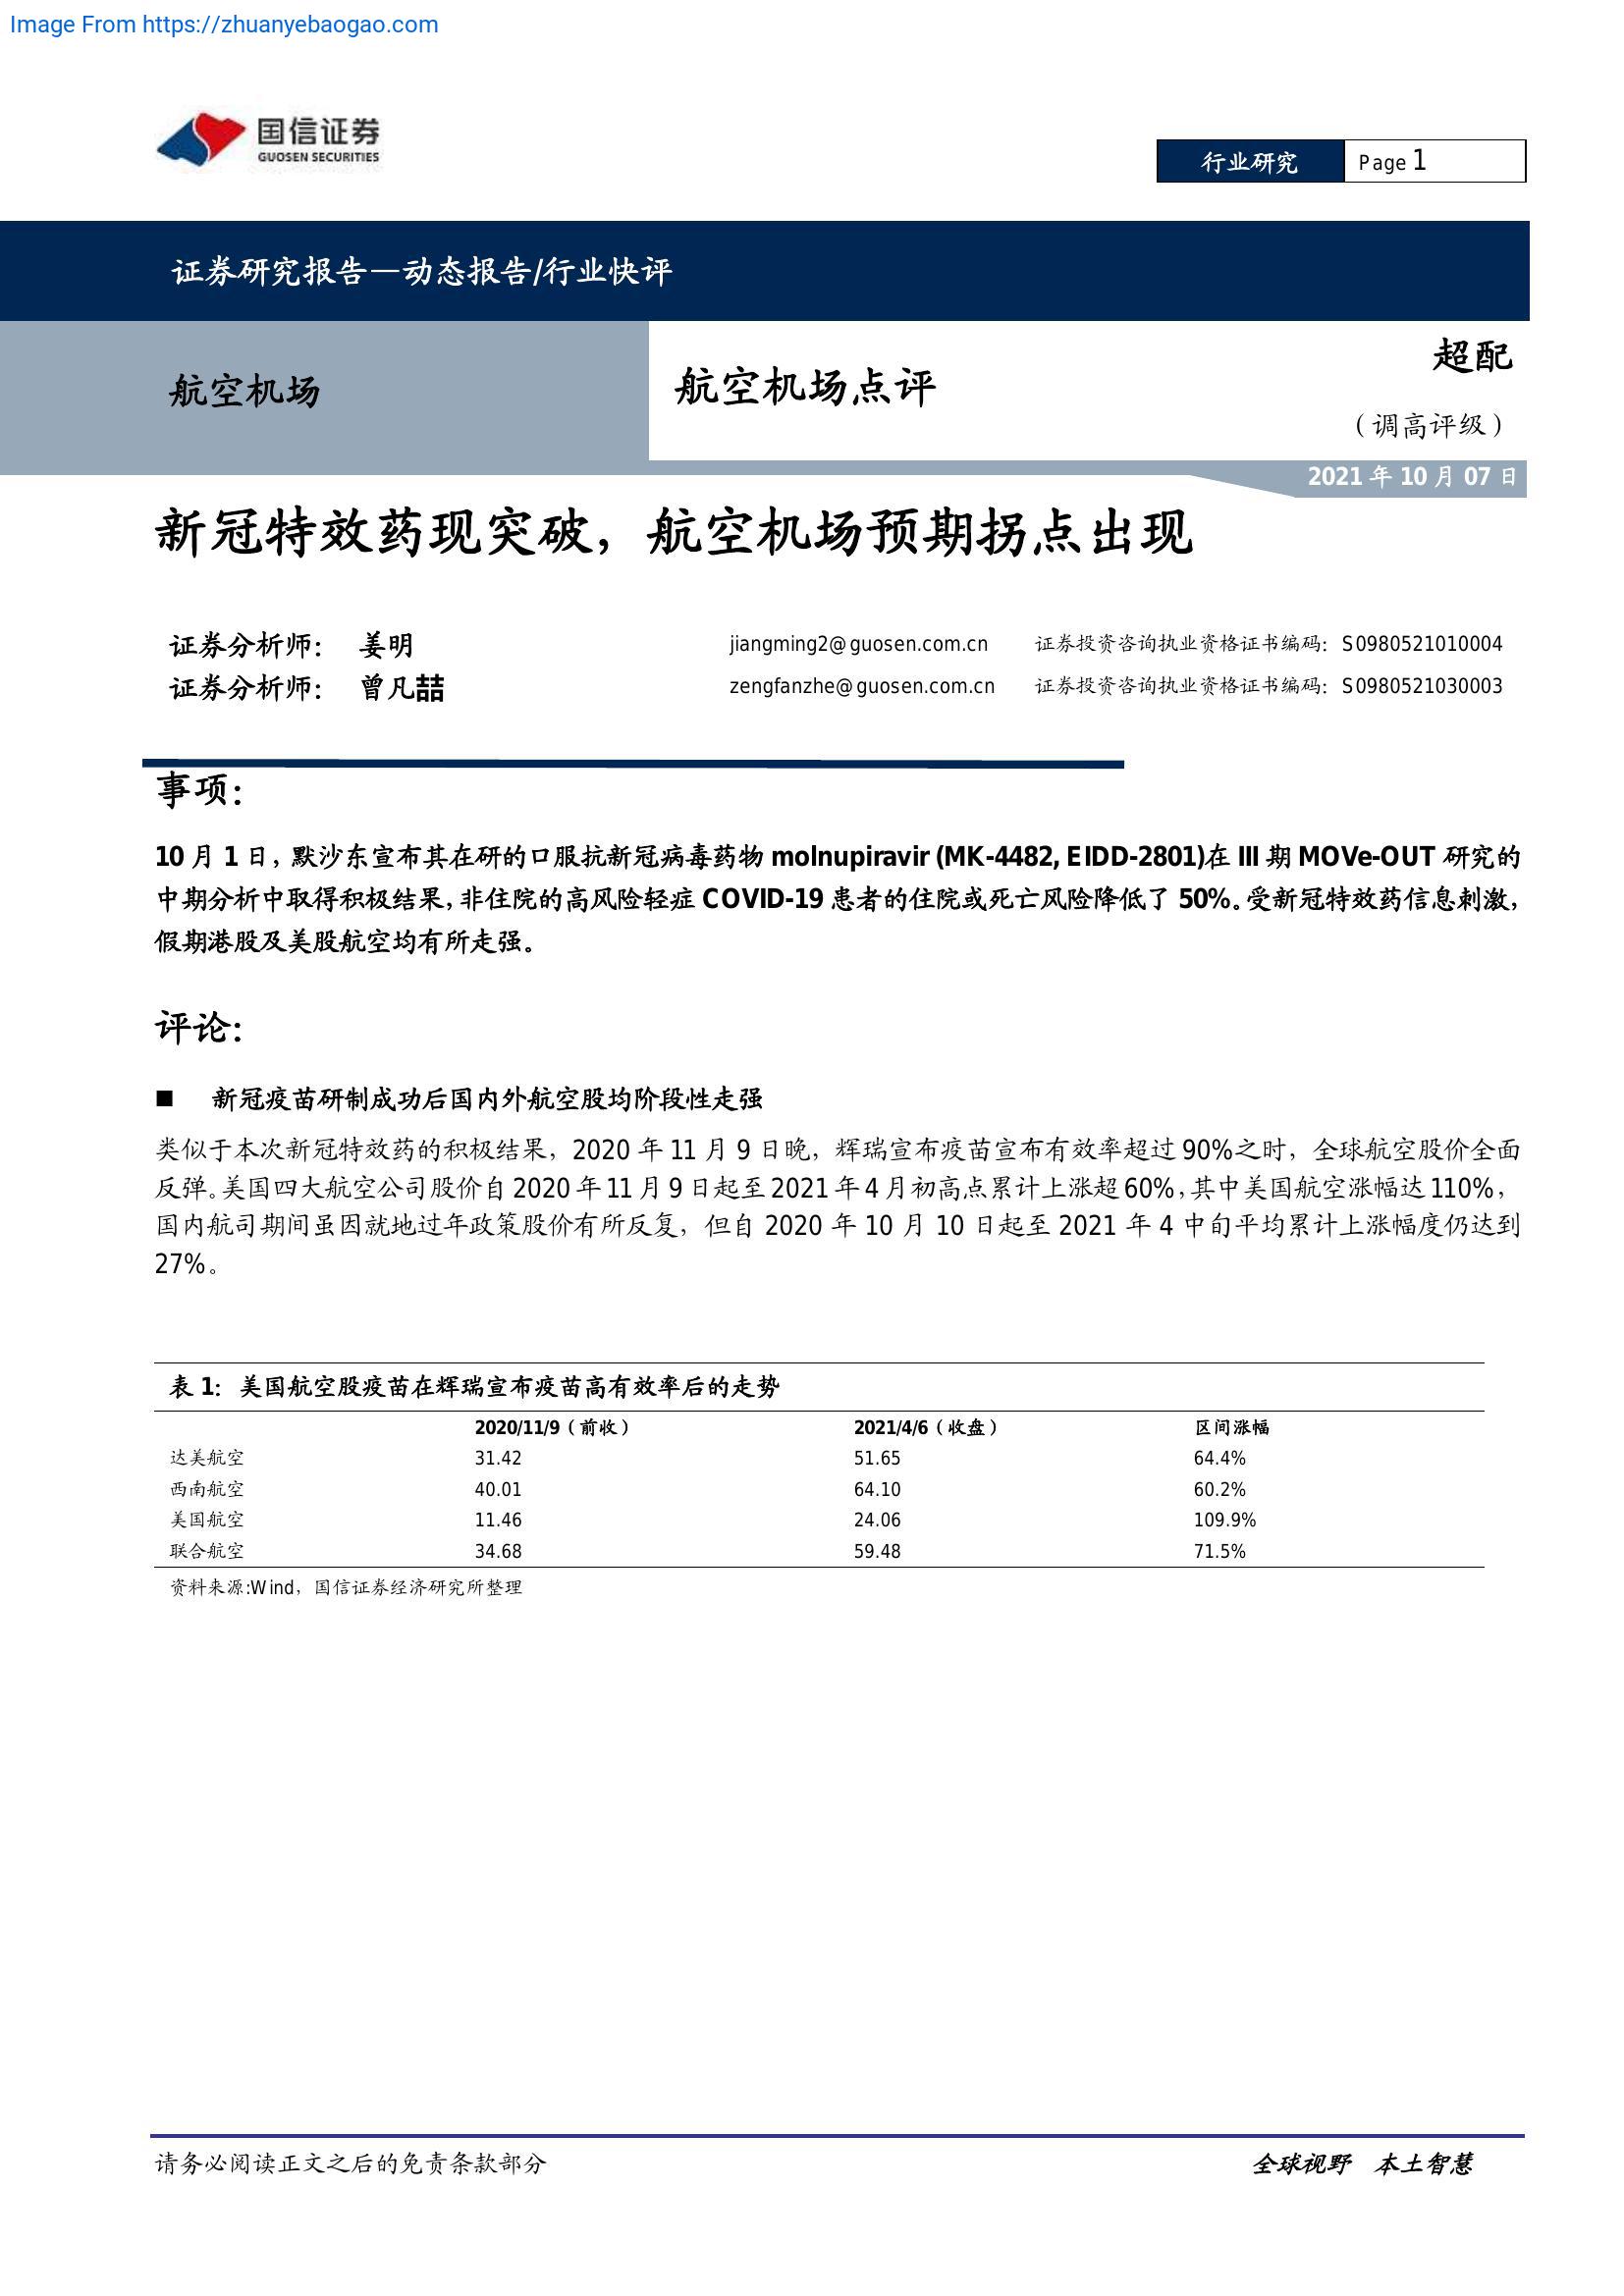 Image From https://zhuanyebaogao.com
国信证券
GUOSEN SECURITIES
行业研究 Page 1
证券研究报告—动态报告/行业快评
航空机场 航空机场点评 超配
（调高评级）
2021 年 10 月 07 日
新冠特效药现突破，航空机场预期拐点出现
证券分析师： 姜明 jiangming2@guosen.com.cn 证券投资咨询执业资格证书编码：S0980521010004
证券分析师： 曾凡喆 zengfanzhe@guosen.com.cn 证券投资咨询执业资格证书编码：S0980521030003
事项：
10 月 1 日，默沙东宣布其在研的口服抗新冠病毒药物 molnupiravir (MK-4482, EIDD-2801)在 III 期 MOVe-OUT 研究的
中期分析中取得积极结果，非住院的高风险轻症 COVID-19 患者的住院或死亡风险降低了 50%。受新冠特效药信息刺激，
假期港股及美股航空均有所走强。
评论：
■ 新冠疫苗研制成功后国内外航空股均阶段性走强
类似于本次新冠特效药的积极结果，2020 年 11 月 9 日晚，辉瑞宣布疫苗宣布有效率超过 90%之时，全球航空股价全面
反弹。美国四大航空公司股价自 2020 年 11 月 9 日起至 2021 年 4 月初高点累计上涨超 60%，其中美国航空涨幅达 110%，
国内航司期间虽因就地过年政策股价有所反复，但自 2020 年 10 月 10 日起至 2021 年 4 中旬平均累计上涨幅度仍达到
27%。
表 1：美国航空股疫苗在辉瑞宣布疫苗高有效率后的走势
2020/11/9（前收） 2021/4/6（收盘） 区间涨幅
达美航空 31.42 51.65 64.4%
西南航空 40.01 64.10 60.2%
美国航空 11.46 24.06 109.9%
联合航空 34.68 59.48 71.5%
资料来源:Wind，国信证券经济研究所整理
请务必阅读正文之后的免责条款部分 全球视野 本土智慧